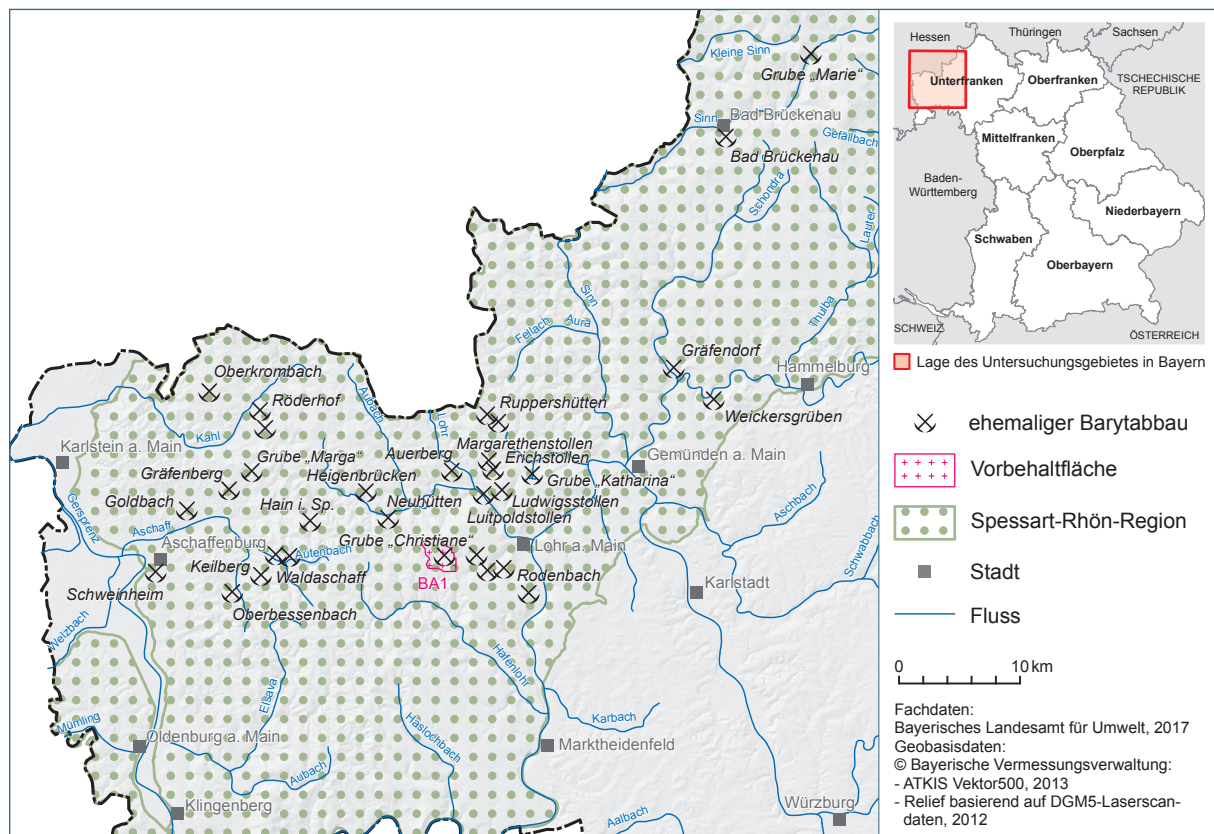 Kleine Sinn
Grube „Marie“
Bad Brückenau
Sinn
Gefällbach
Bad Brückenau
Schondra
Lauter
Sinn
Thulba
Fellach
Aura
Gräfendorf
Hammelburg
Weickersgrüben
Oberkrombach
Röderhof
Aubach
Lohr
Ruppershütten
Kahl
Karlstein a. Main
Margarethenstollen
Auerberg
Erichstollen
Gemünden a. Main
Grube „Marga“
Gräfenberg
Heigenbrücken
Grube „Katharina“
Goldbach
Hain i. Sp.
Neuhütten
Ludwigsstollen
Luitpoldstollen
Gersprenz
Aschaff
Aschbach
Schwabbach
Aschaffenburg
Autenbach
Grube „Christiane“
Lohr a. Main
Keilberg
Waldaschaff
BA1
Rodenbach
Karlstadt
Schweinheim
Oberbessenbach
Welzbach
Elsava
Hafenlohr
Haslochbach
Karbach
Mümling
Oldenburg a. Main
Marktheidenfeld
Aubach
Klingenberg
Aalbach
Würzburg
Hessen
Thüringen
Sachsen
Unterfranken
Oberfranken
TSCHECHISCHE
REPUBLIK
Mittelfranken
Oberpfalz
Baden-
Württemberg
Niederbayern
Schwaben
Oberbayern
SCHWEIZ
ÖSTERREICH
Lage des Untersuchungsgebietes in Bayern
ehemaliger Barytabbau
Vorbehaltfläche
Spessart-Rhön-Region
Stadt
Fluss
0 10 km
Fachdaten:
Bayerisches Landesamt für Umwelt, 2017
Geobasisdaten:
© Bayerische Vermessungsverwaltung:
- ATKIS Vektor500, 2013
- Relief basierend auf DGM5-Laserscan-
daten, 2012